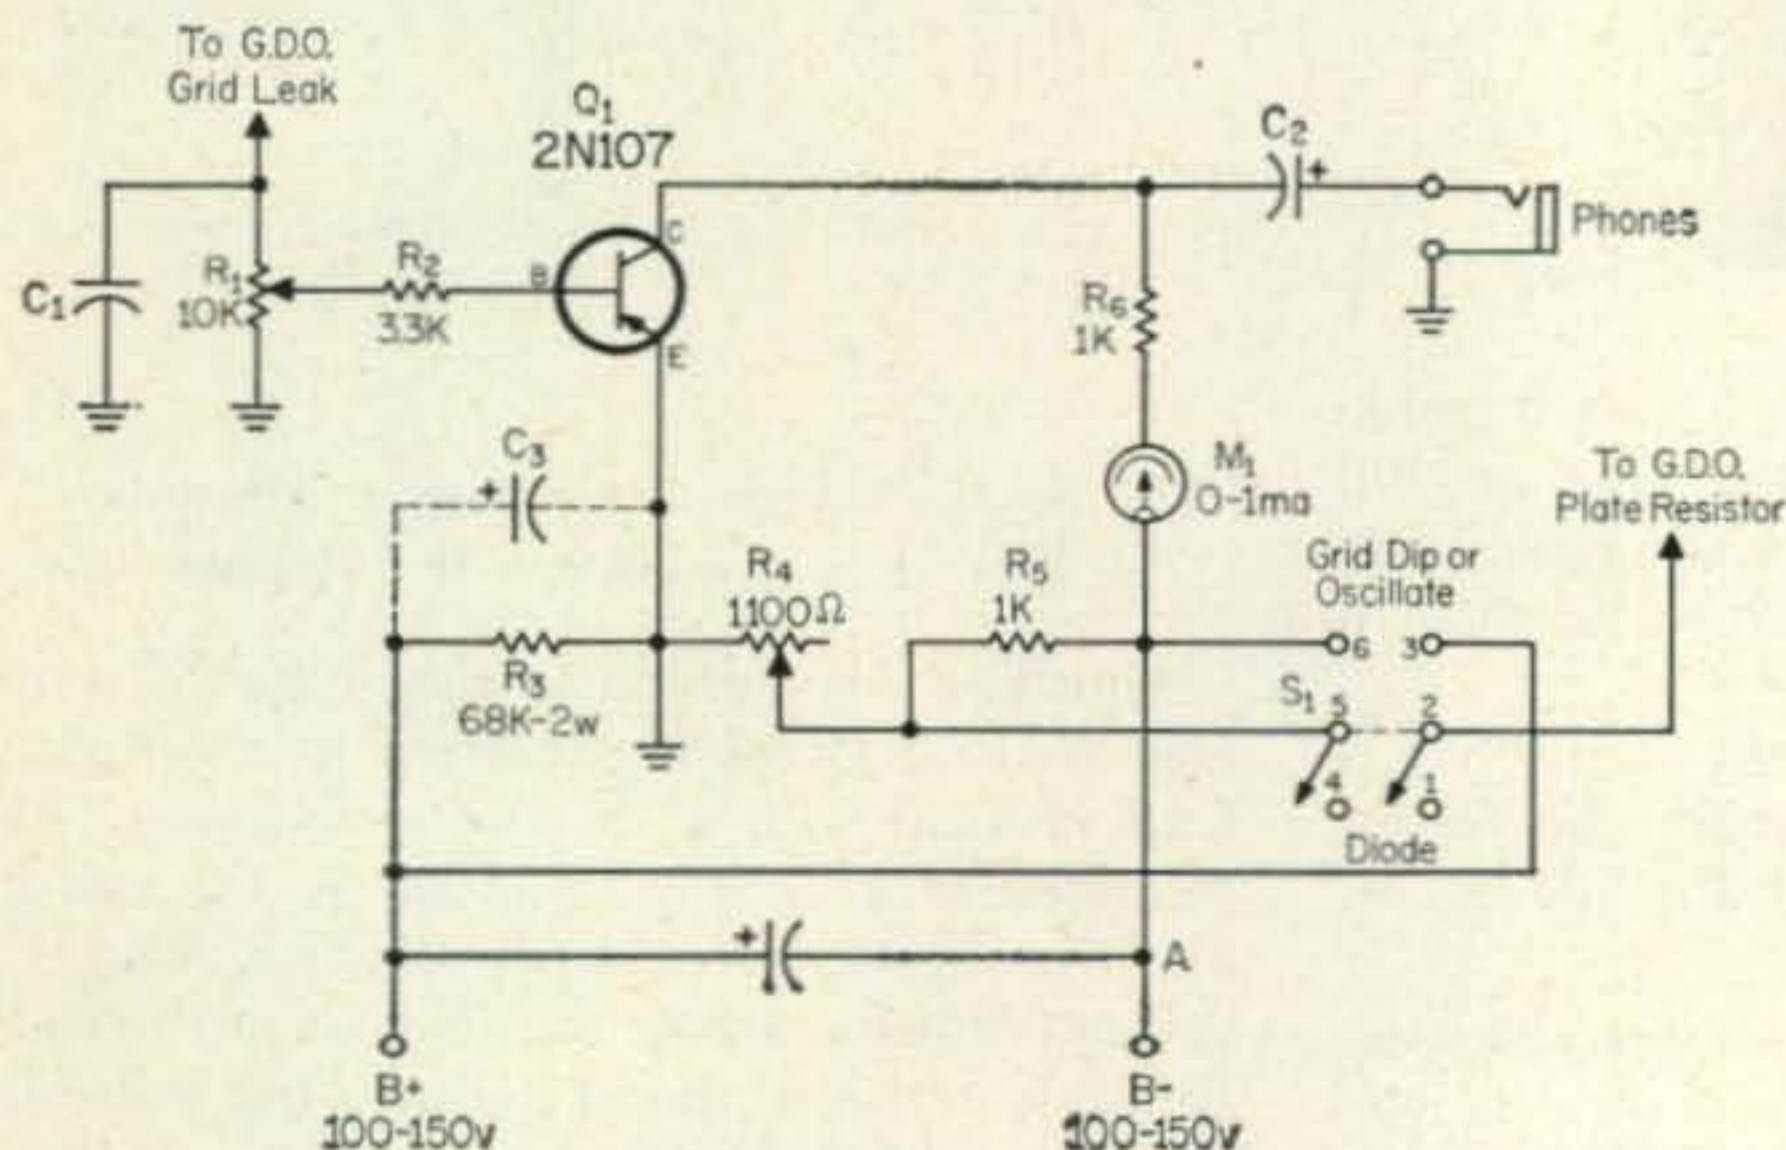 To G.D.O.
Grid Leak
Q1
2N107
C2
+
Phones
C
B
E
R1
10K
C1
R2
3.3K
R6
1K
C3
+
M1
0-1ma
To G.D.O.
Plate Resistor
Grid Dip or
Oscillate
R4
1100Ω
R5
1K
6 3
R3
68K-2w
S1 5 2
4 1
Diode
+
A
B+
100-150v
B-
100-150v